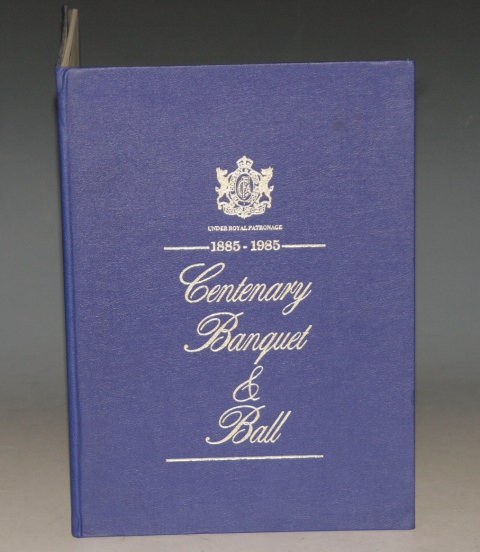 UNDER ROYAL PATRONAGE
1885 - 1985
Centenary
Banquet
&
Ball